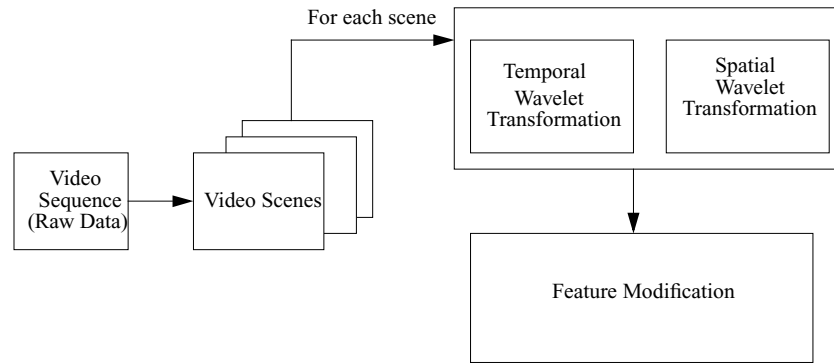 For each scene
Temporal
Wavelet
Transformation
Spatial
Wavelet
Transformation
Video
Sequence
(Raw Data)
Video Scenes
Feature Modification